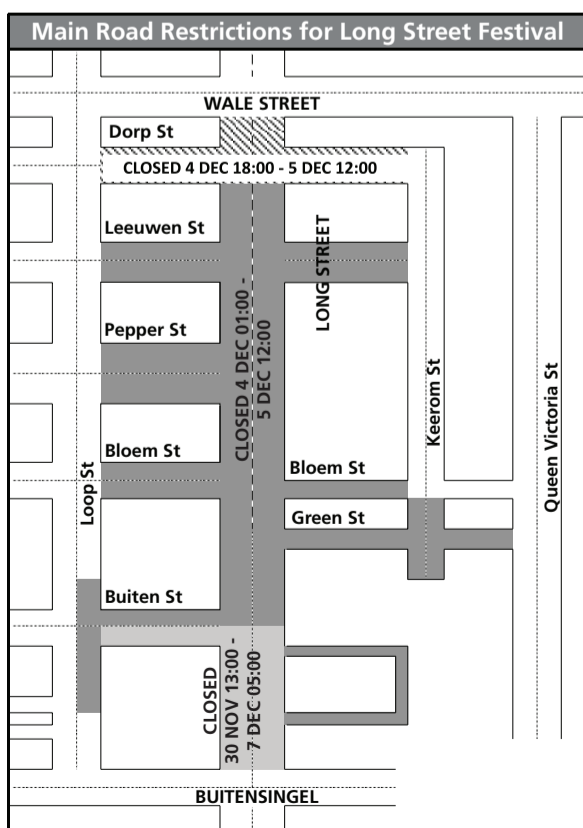 Main Road Restrictions for Long Street Festival
WALE STREET
Dorp St
CLOSED 4 DEC 18:00 - 5 DEC 12:00
Leeuwen St
LONG STREET
Pepper St
CLOSED 4 DEC 01:00 -
5 DEC 12:00
Keerom St
Queen Victoria St
Bloem St
Bloem St
Loop St
Green St
Buiten St
CLOSED
30 NOV 13:00 -
7 DEC 05:00
BUITENSINGEL